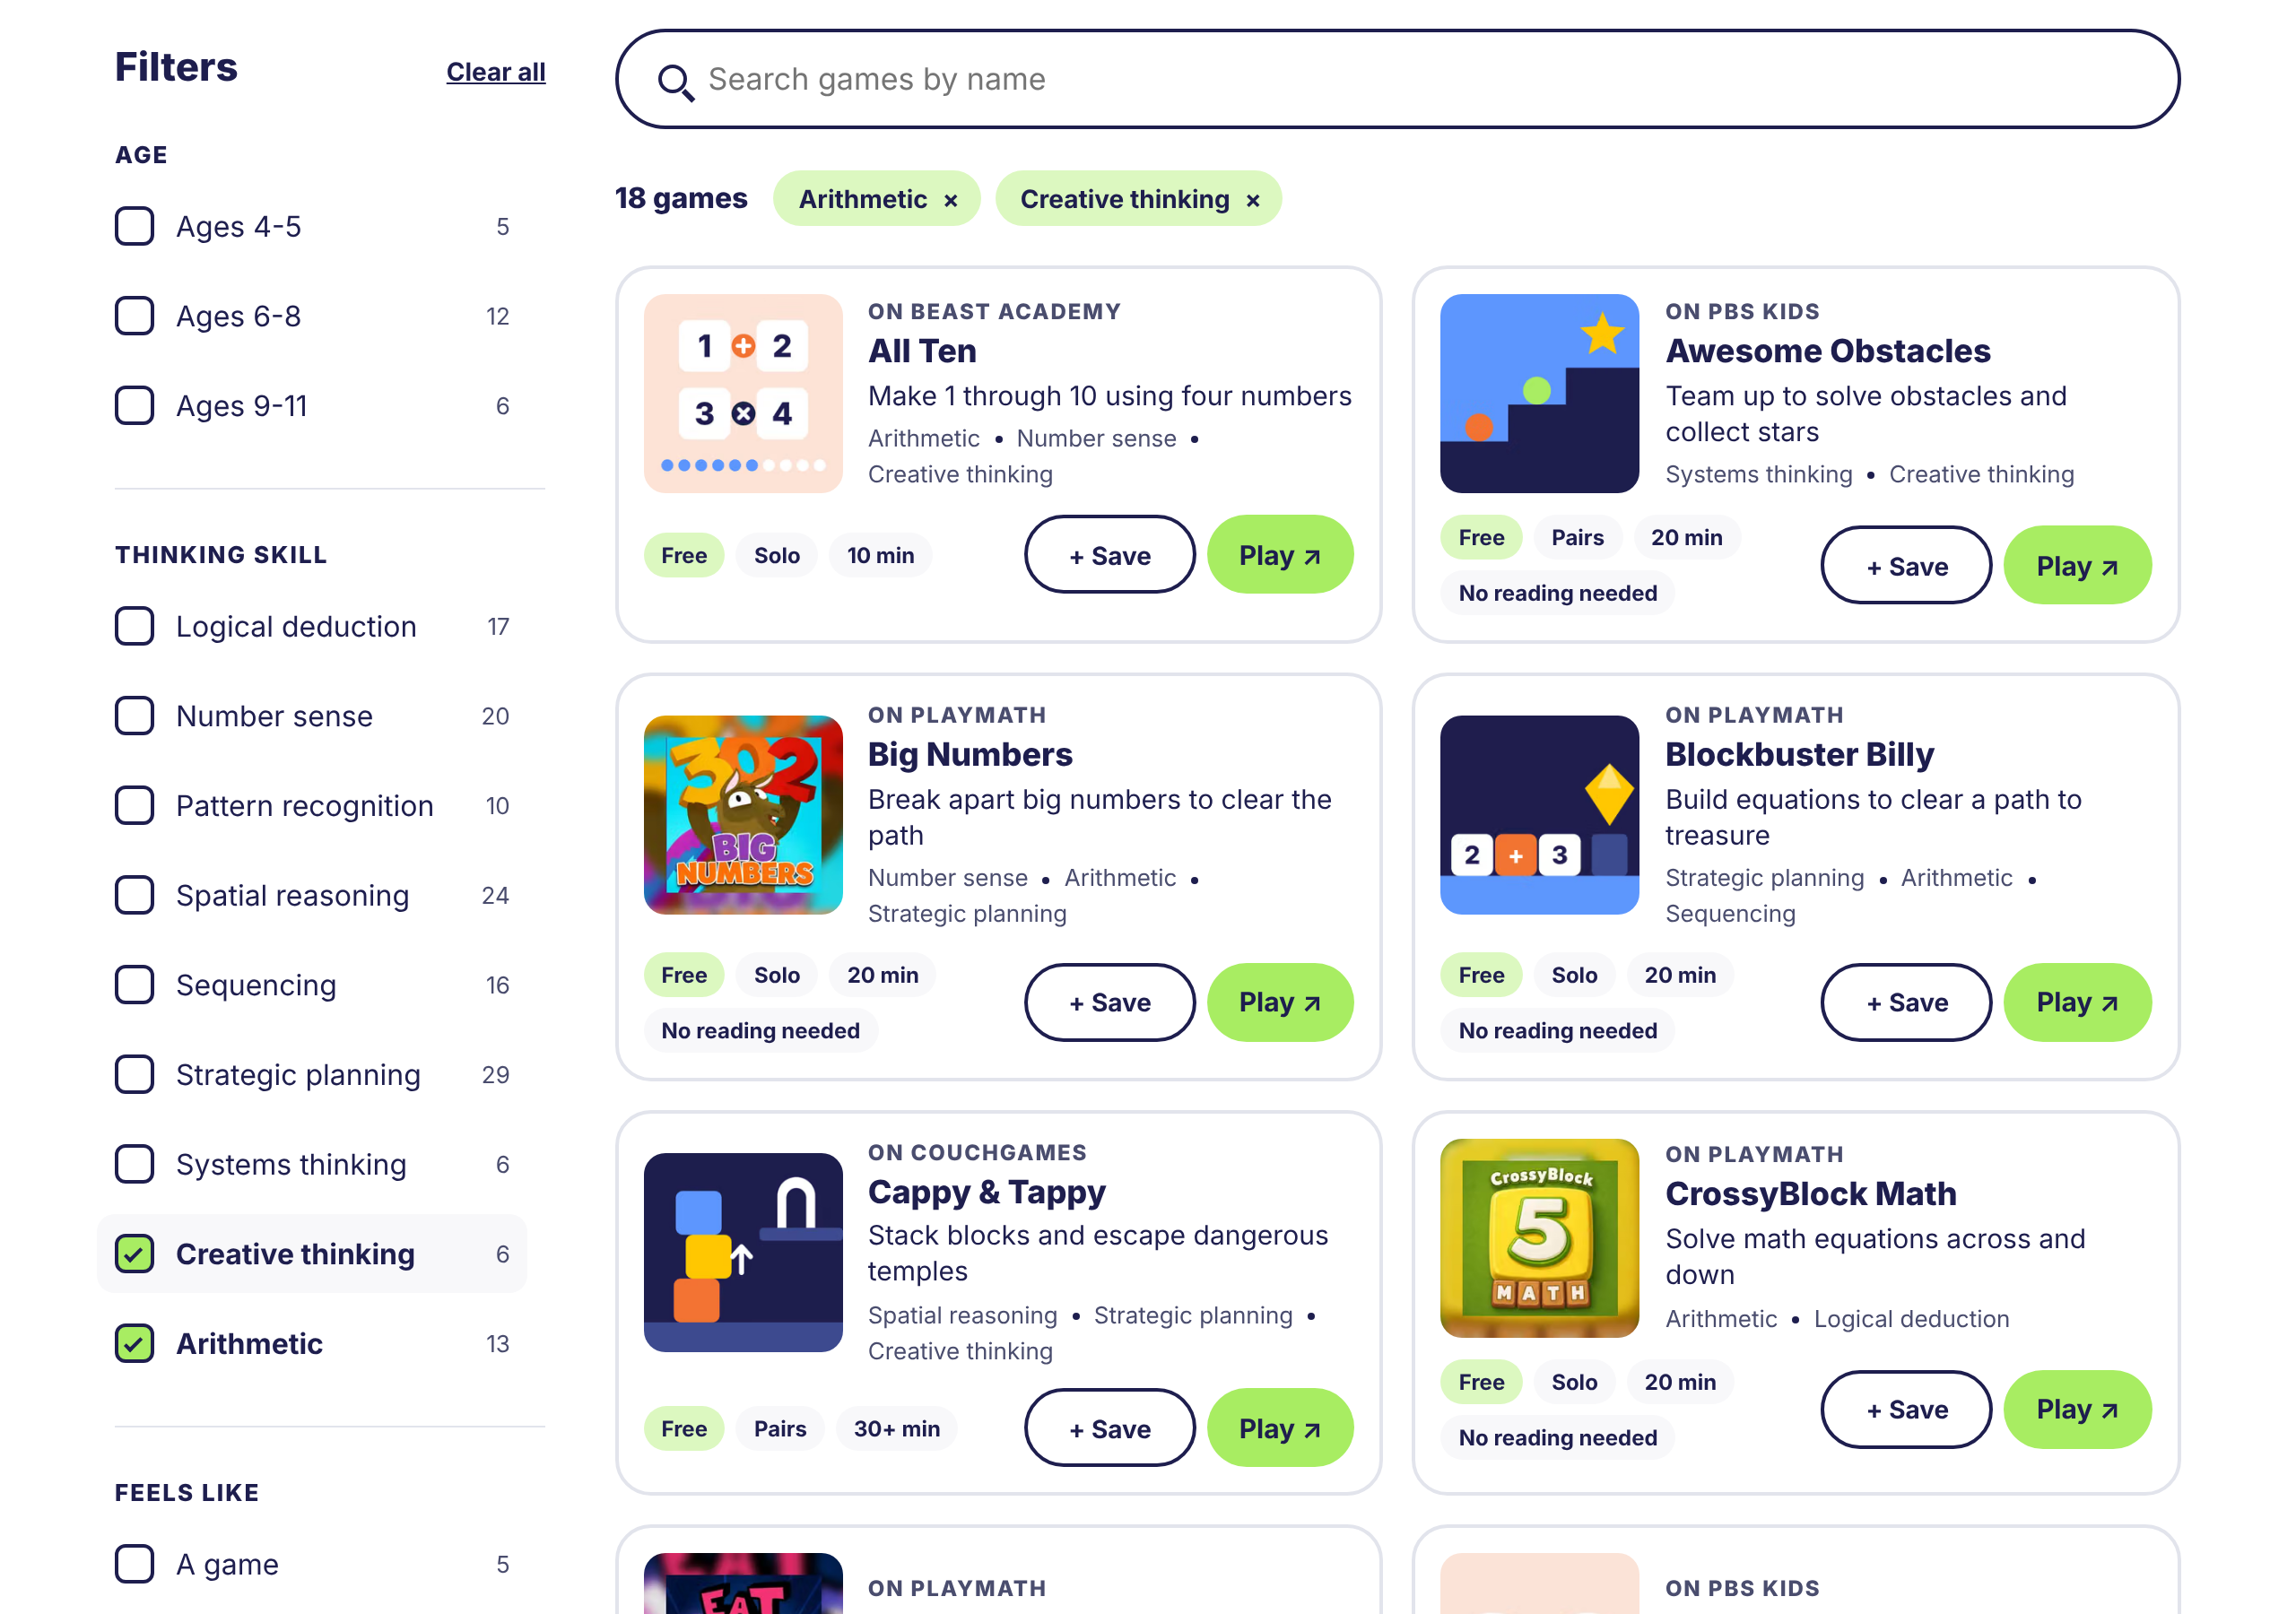 Filters
Clear all
AGE
Ages 4-5 5
Ages 6-8 12
Ages 9-11 6
THINKING SKILL
Logical deduction 17
Number sense 20
Pattern recognition 10
Spatial reasoning 24
Sequencing 16
Strategic planning 29
Systems thinking 6
Creative thinking 6
Arithmetic 13
FEELS LIKE
A game 5
Search games by name
18 games
Arithmetic ×
Creative thinking ×
1 + 2
3 × 4
ON BEAST ACADEMY
All Ten
Make 1 through 10 using four numbers
Arithmetic • Number sense •
Creative thinking
Free Solo 10 min
+ Save Play ↗
ON PBS KIDS
Awesome Obstacles
Team up to solve obstacles and
collect stars
Systems thinking • Creative thinking
Free Pairs 20 min
No reading needed
+ Save Play ↗
302
BIG
NUMBERS
ON PLAYMATH
Big Numbers
Break apart big numbers to clear the
path
Number sense • Arithmetic •
Strategic planning
Free Solo 20 min
No reading needed
+ Save Play ↗
2 + 3
ON PLAYMATH
Blockbuster Billy
Build equations to clear a path to
treasure
Strategic planning • Arithmetic •
Sequencing
Free Solo 20 min
No reading needed
+ Save Play ↗
ON COUCHGAMES
Cappy & Tappy
Stack blocks and escape dangerous
temples
Spatial reasoning • Strategic planning •
Creative thinking
Free Pairs 30+ min
+ Save Play ↗
CrossyBlock
5
MATH
ON PLAYMATH
CrossyBlock Math
Solve math equations across and
down
Arithmetic • Logical deduction
Free Solo 20 min
No reading needed
+ Save Play ↗
EAT
ON PLAYMATH
ON PBS KIDS